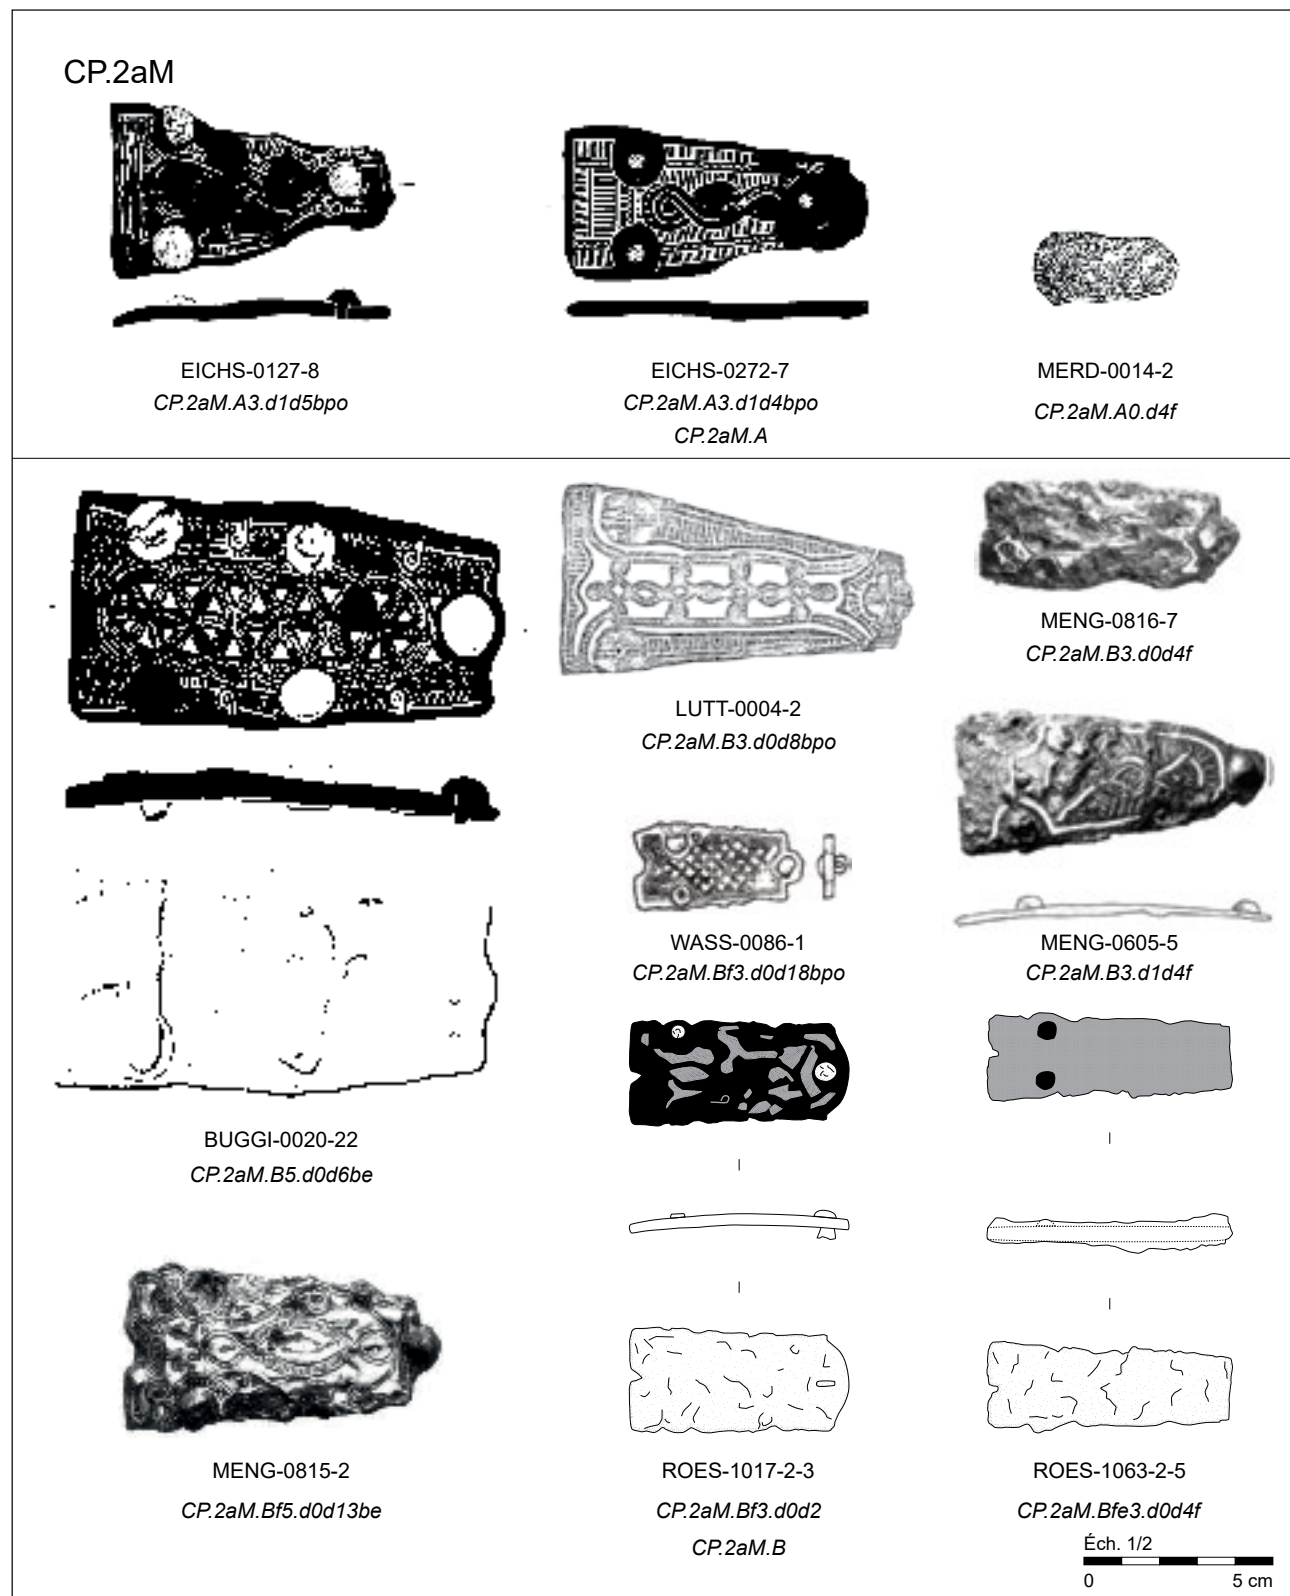 CP.2aM
EICHS-0127-8
CP.2aM.A3.d1d5bpo
EICHS-0272-7
CP.2aM.A3.d1d4bpo
CP.2aM.A
MERD-0014-2
CP.2aM.A0.d4f
BUGGI-0020-22
CP.2aM.B5.d0d6be
LUTT-0004-2
CP.2aM.B3.d0d8bpo
MENG-0816-7
CP.2aM.B3.d0d4f
WASS-0086-1
CP.2aM.Bf3.d0d18bpo
MENG-0605-5
CP.2aM.B3.d1d4f
MENG-0815-2
CP.2aM.Bf5.d0d13be
ROES-1017-2-3
CP.2aM.Bf3.d0d2
CP.2aM.B
ROES-1063-2-5
CP.2aM.Bfe3.d0d4f
Éch. 1/2
0 5 cm